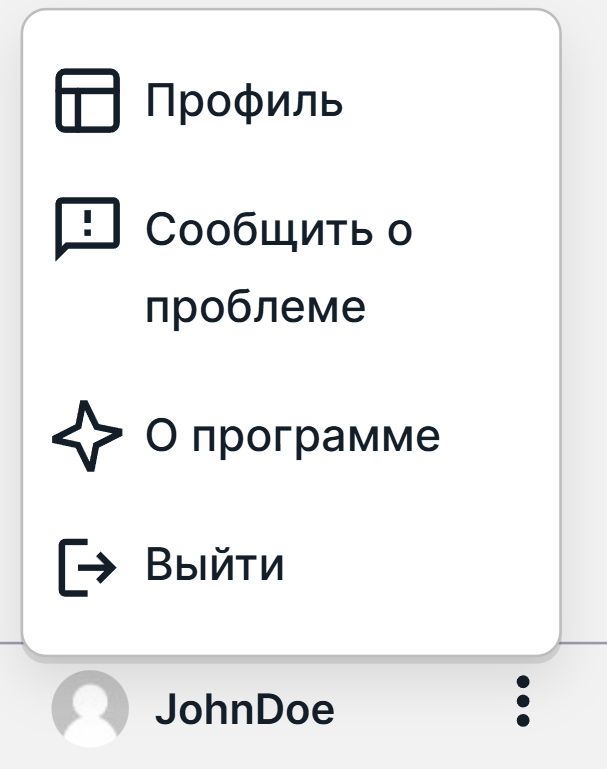 Профиль
Сообщить о
проблеме
О программе
Выйти
JohnDoe